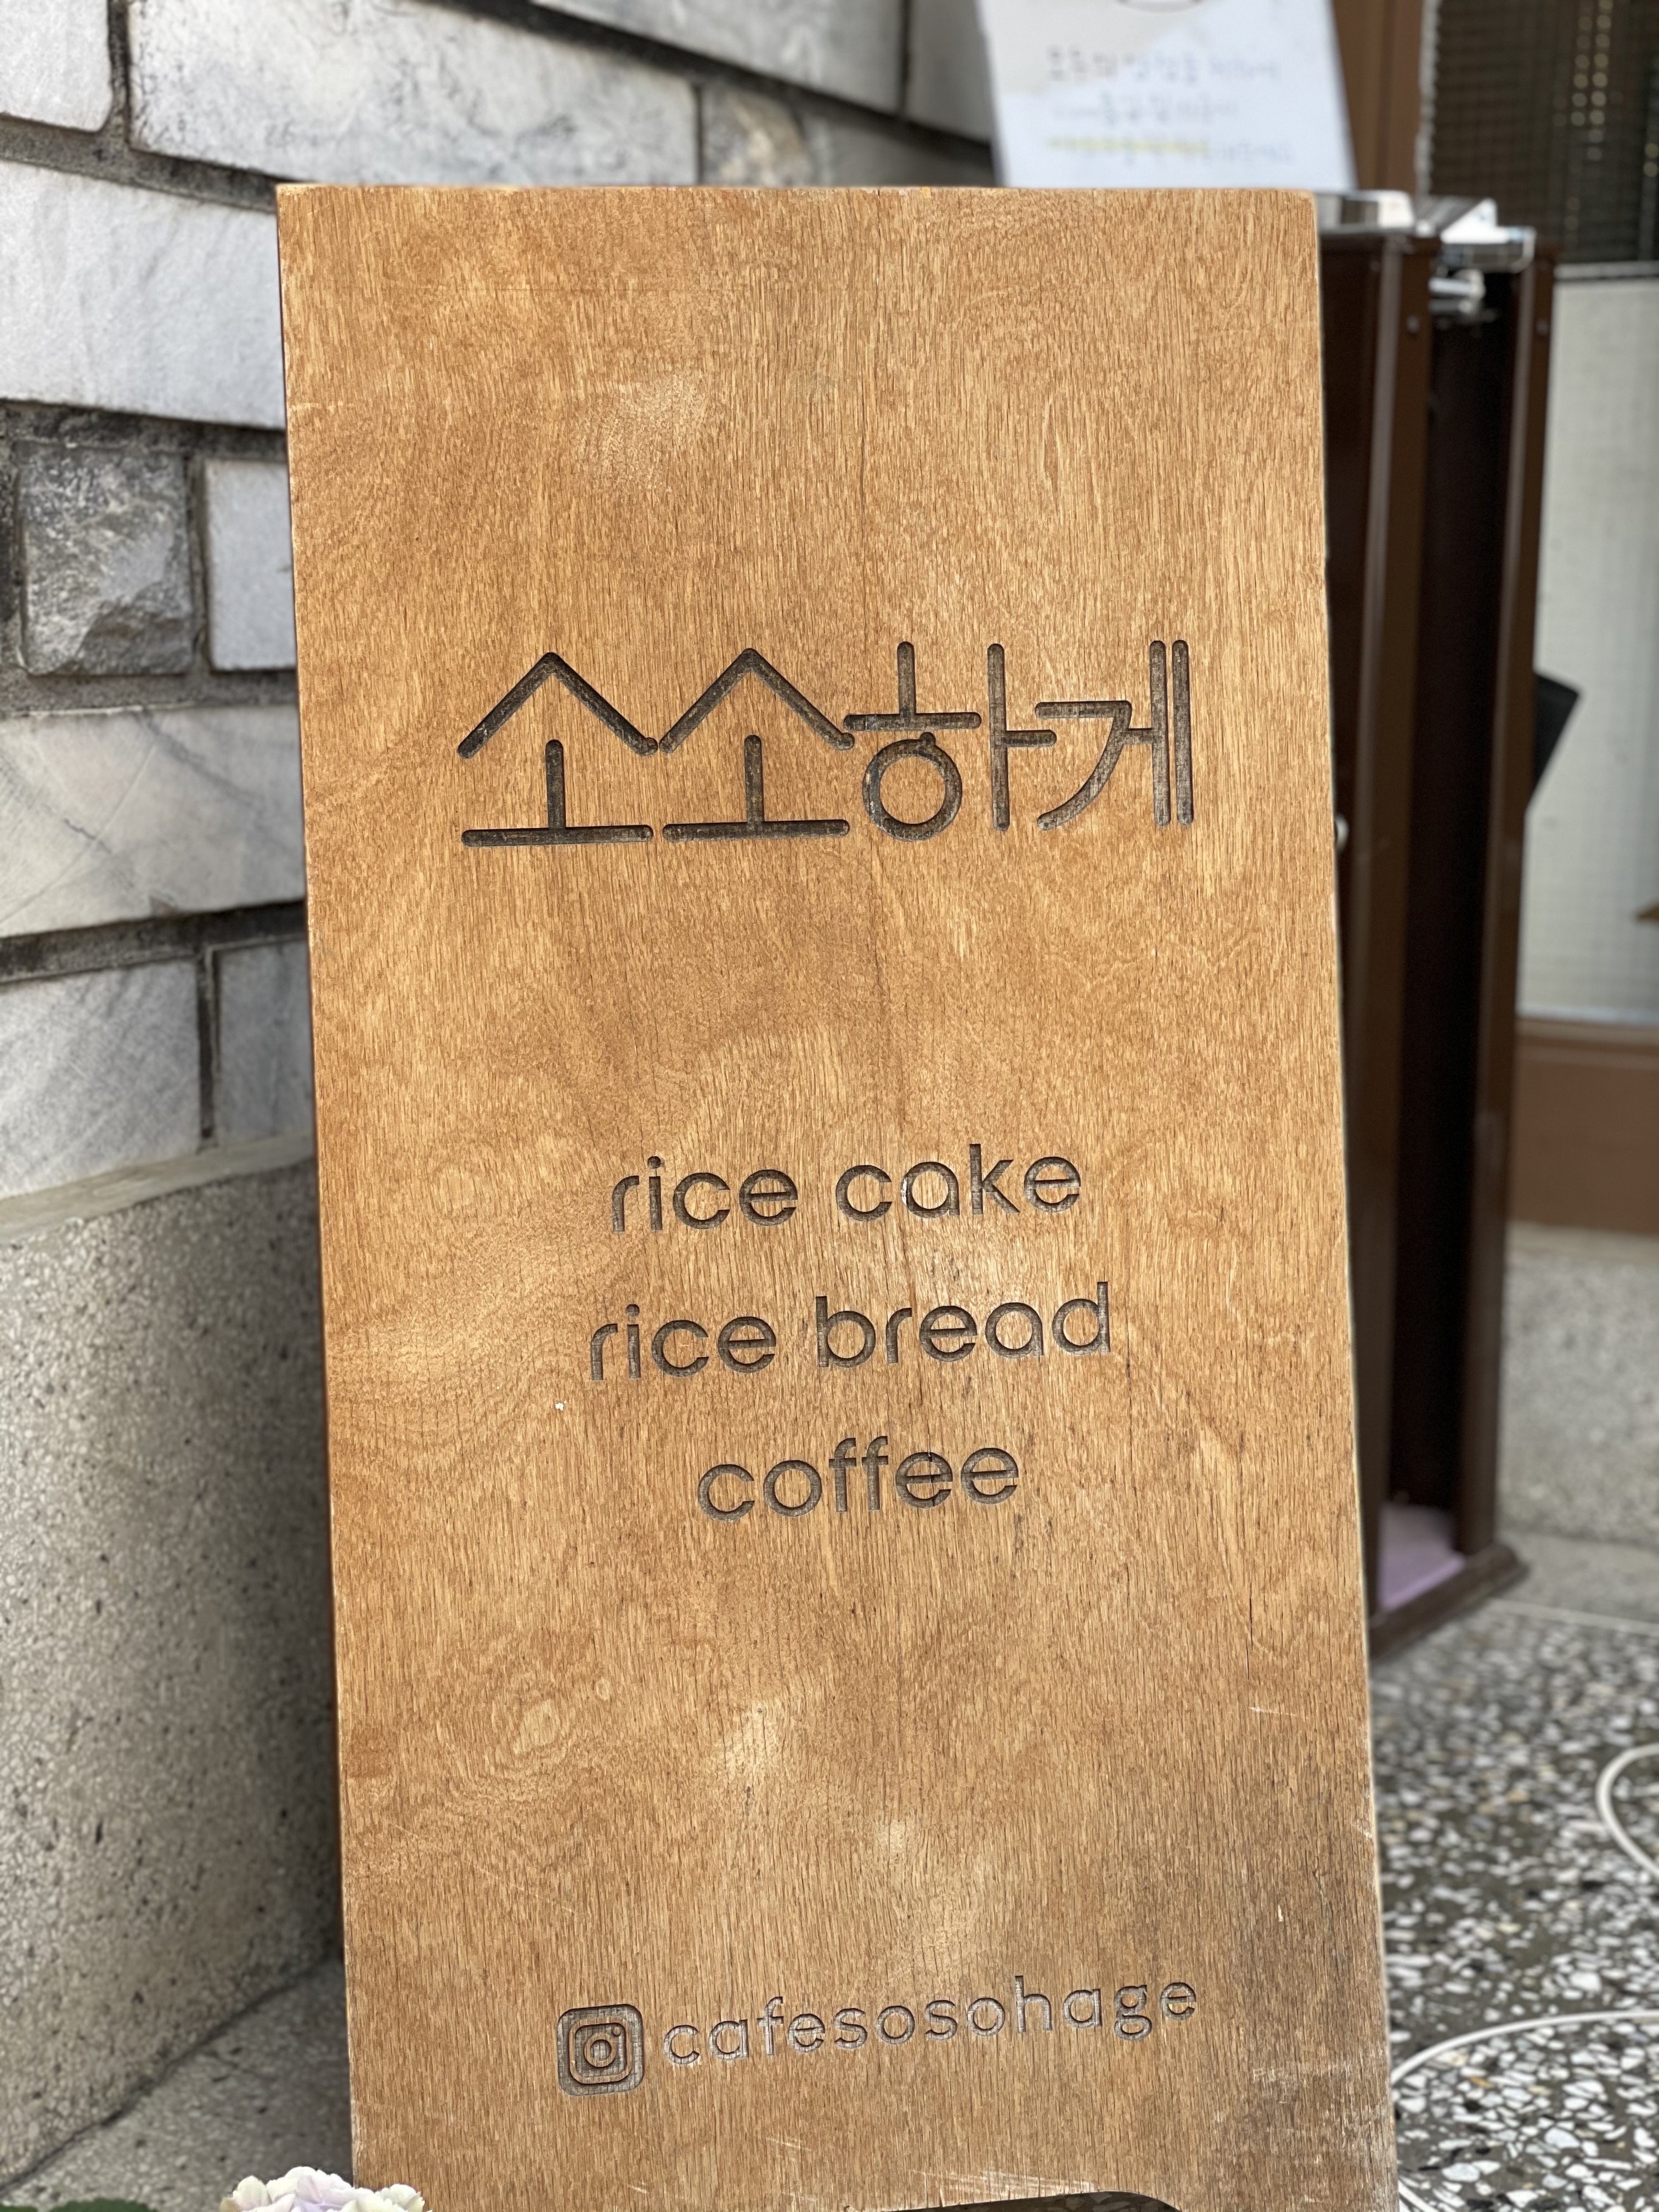 소소하게
rice cake
rice bread
coffee
cafesosohage